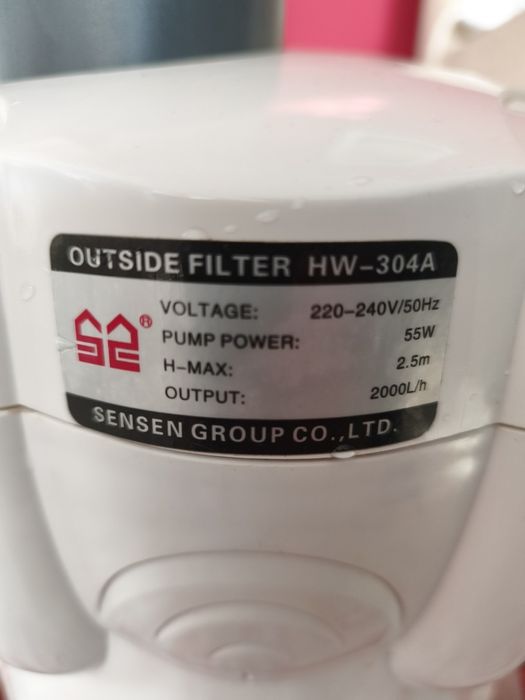 OUTSIDE FILTER HW-304A
VOLTAGE: 220-240V/50Hz
PUMP POWER: 55W
H-MAX: 2.5m
OUTPUT: 2000L/h
®
SENSEN GROUP CO.,LTD.